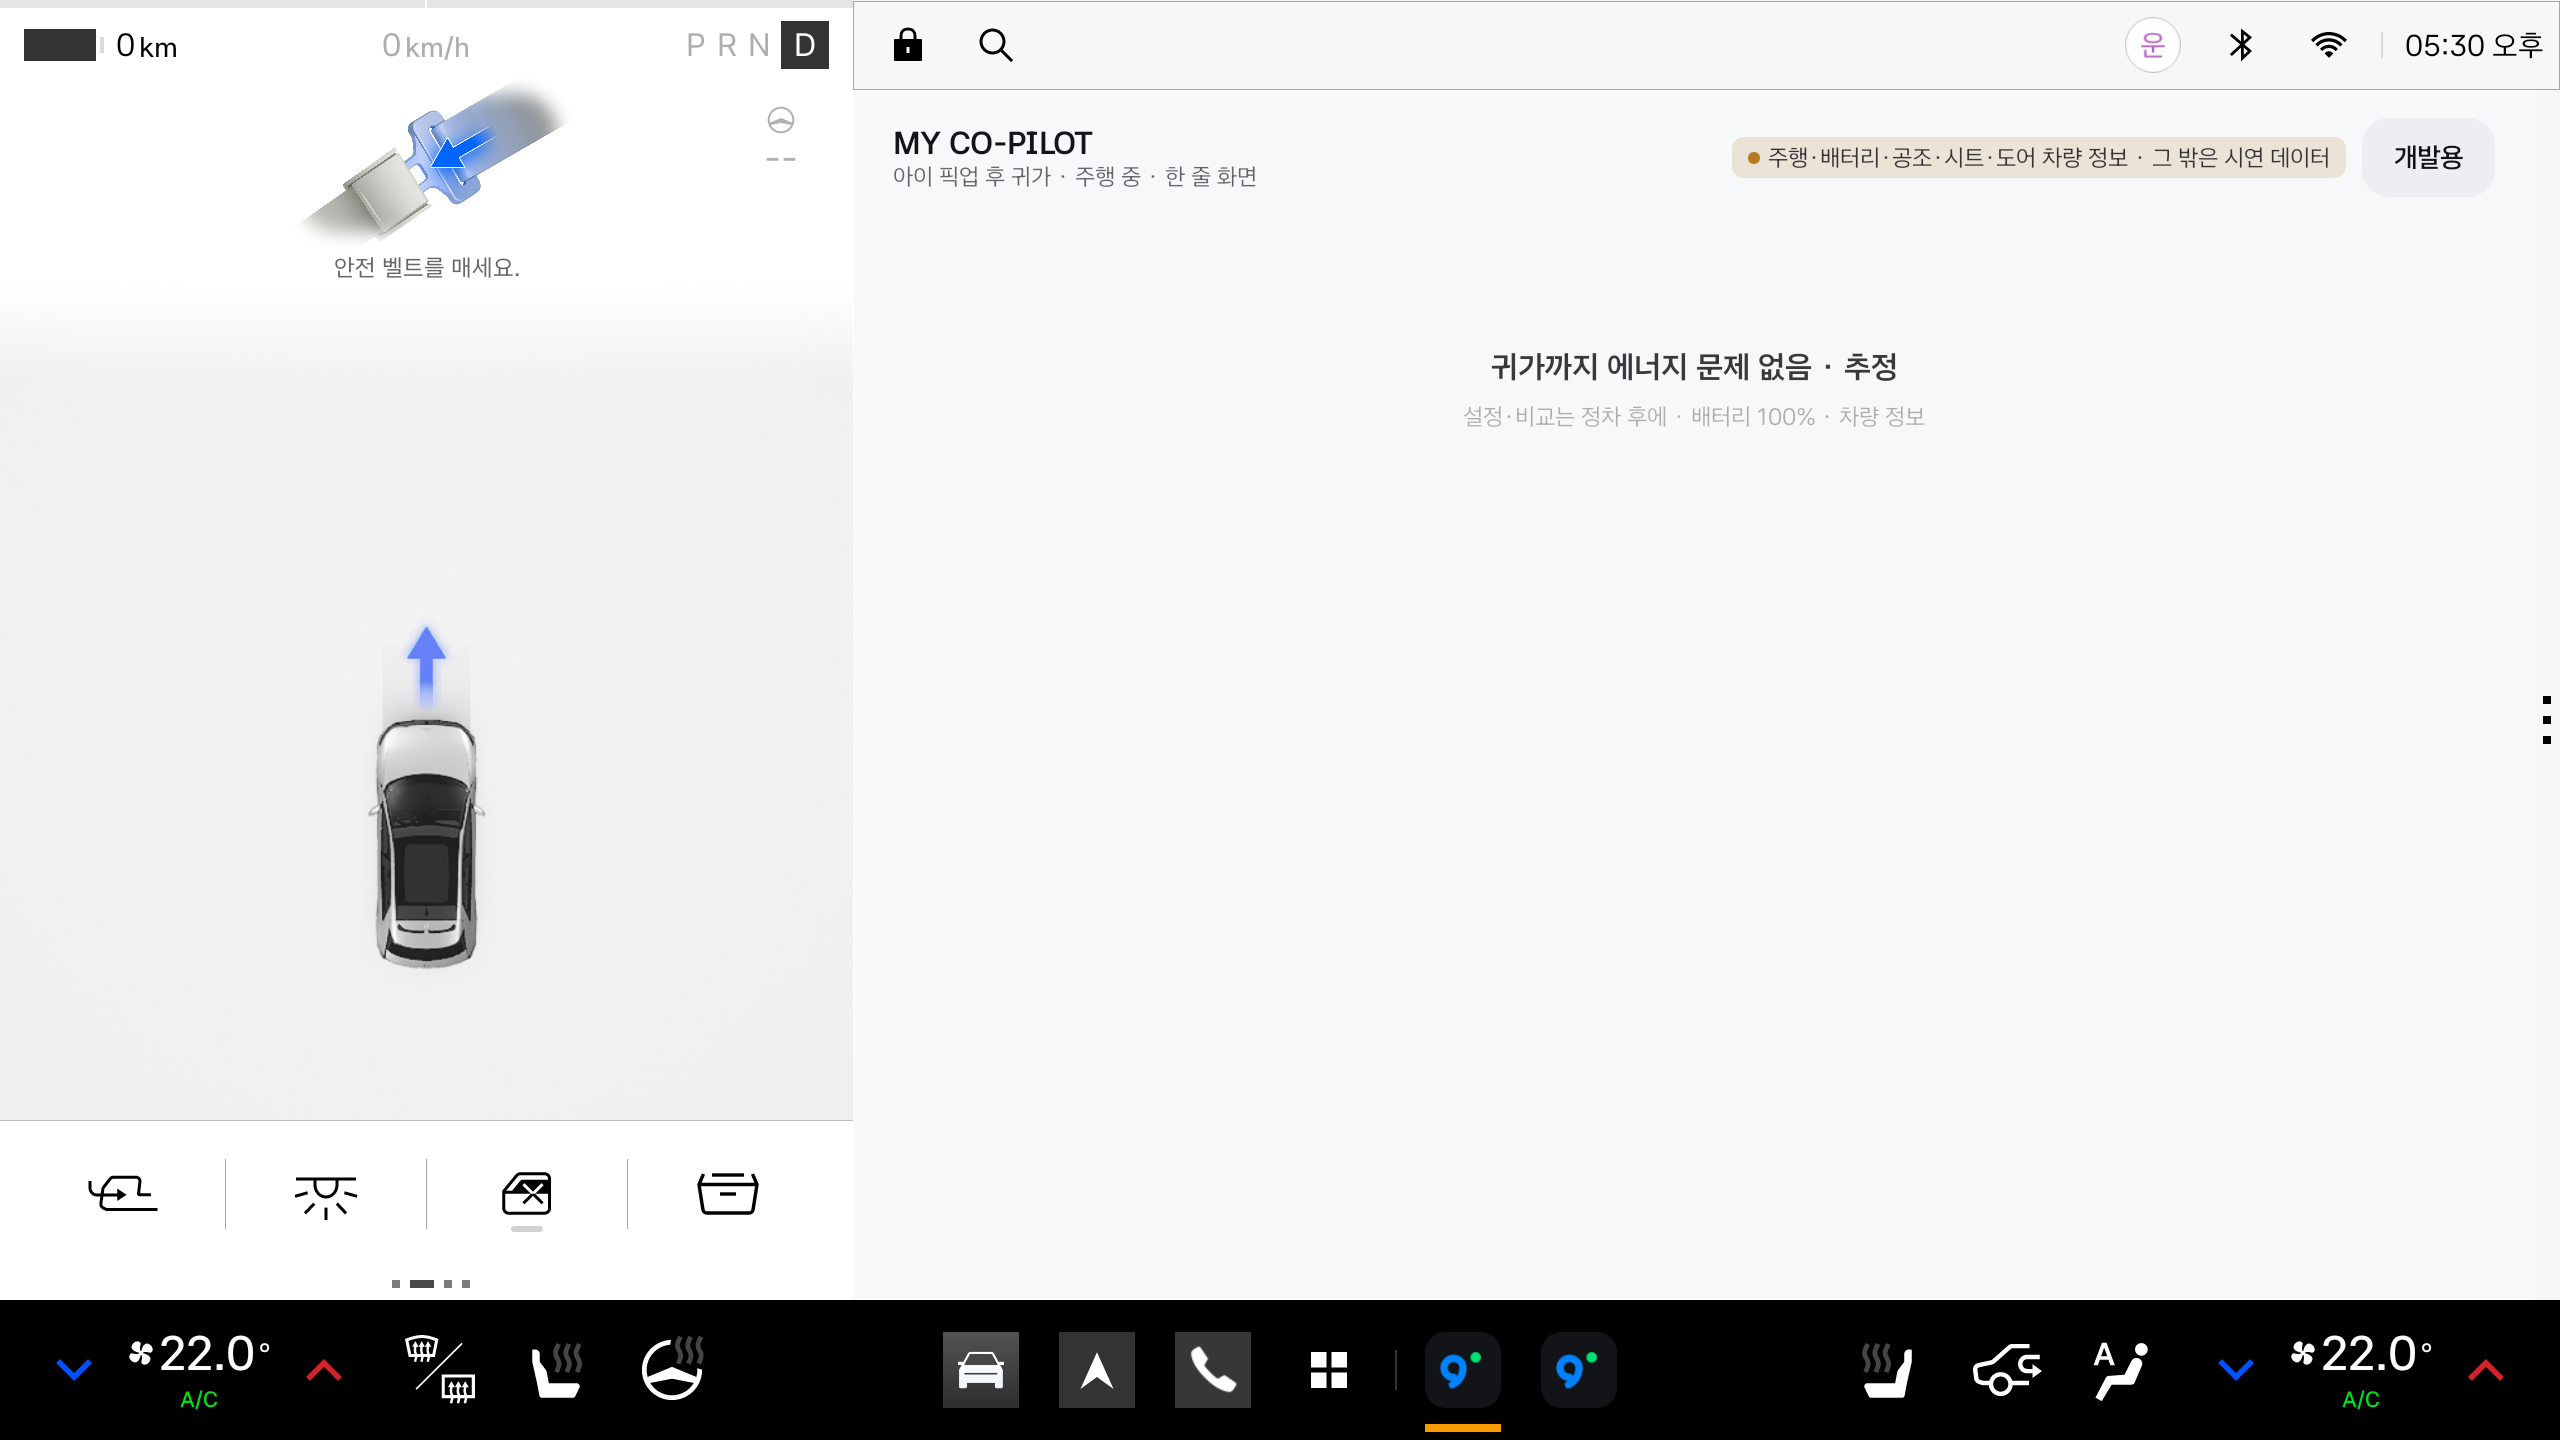 0 km
0 km/h
P R N D
안전 벨트를 매세요.
운
05:30 오후
MY CO-PILOT
아이 픽업 후 귀가 · 주행 중 · 한 줄 화면
주행·배터리·공조·시트·도어 차량 정보 · 그 밖은 시연 데이터
개발용
귀가까지 에너지 문제 없음 · 추정
설정·비교는 정차 후에 · 배터리 100% · 차량 정보
22.0°
A/C
A
22.0°
A/C